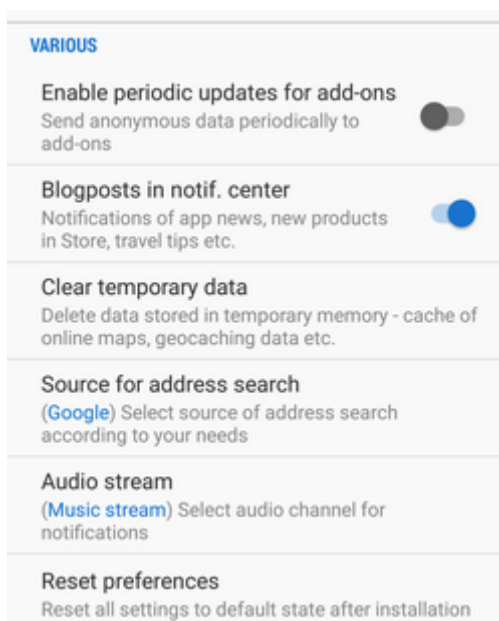 VARIOUS
Enable periodic updates for add-ons
Send anonymous data periodically to
add-ons
Blogposts in notif. center
Notifications of app news, new products
in Store, travel tips etc.
Clear temporary data
Delete data stored in temporary memory - cache of
online maps, geocaching data etc.
Source for address search
(Google) Select source of address search
according to your needs
Audio stream
(Music stream) Select audio channel for
notifications
Reset preferences
Reset all settings to default state after installation